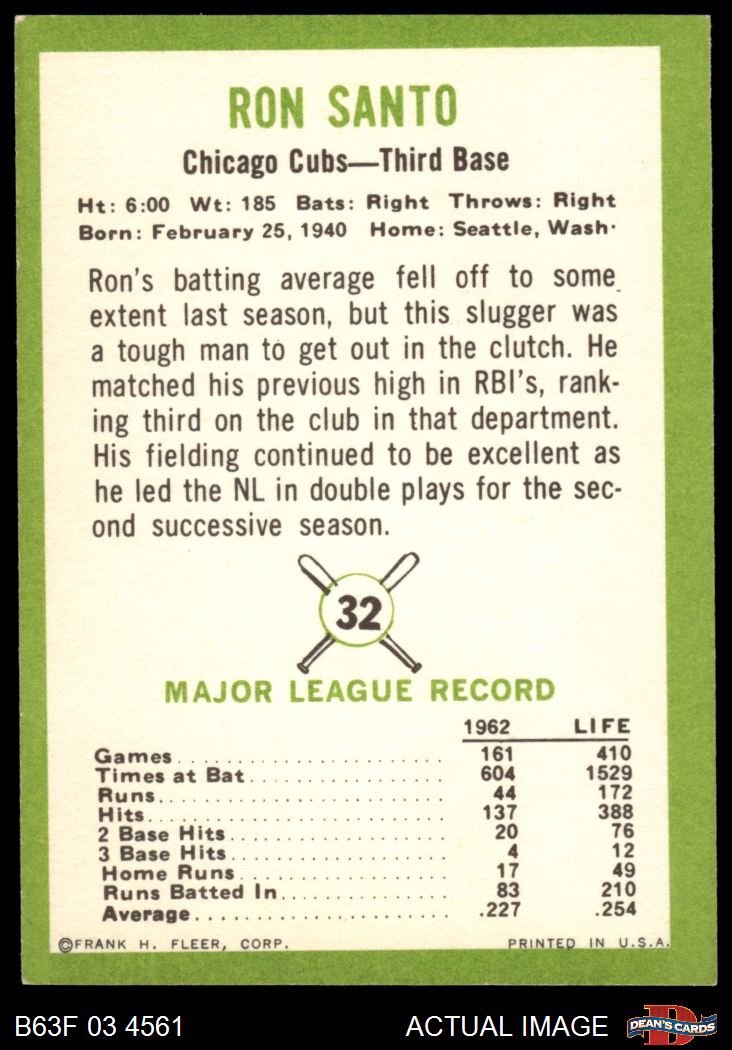 RON SANTO
Chicago Cubs—Third Base
Ht: 6:00 Wt: 185 Bats: Right Throws: Right
Born: February 25, 1940 Home: Seattle, Wash.
Ron's batting average fell off to some
extent last season, but this slugger was
a tough man to get out in the clutch. He
matched his previous high in RBI's, rank-
ing third on the club in that department.
His fielding continued to be excellent as
he led the NL in double plays for the sec-
ond successive season.
32
MAJOR LEAGUE RECORD
1962 LIFE
Games 161 410
Times at Bat 604 1529
Runs 44 172
Hits 137 388
2 Base Hits 20 76
3 Base Hits 4 12
Home Runs 17 49
Runs Batted In 83 210
Average .227 .254
©FRANK H. FLEER, CORP. PRINTED IN U.S.A.
B63F 03 4561 ACTUAL IMAGE D DEAN'S CARDS